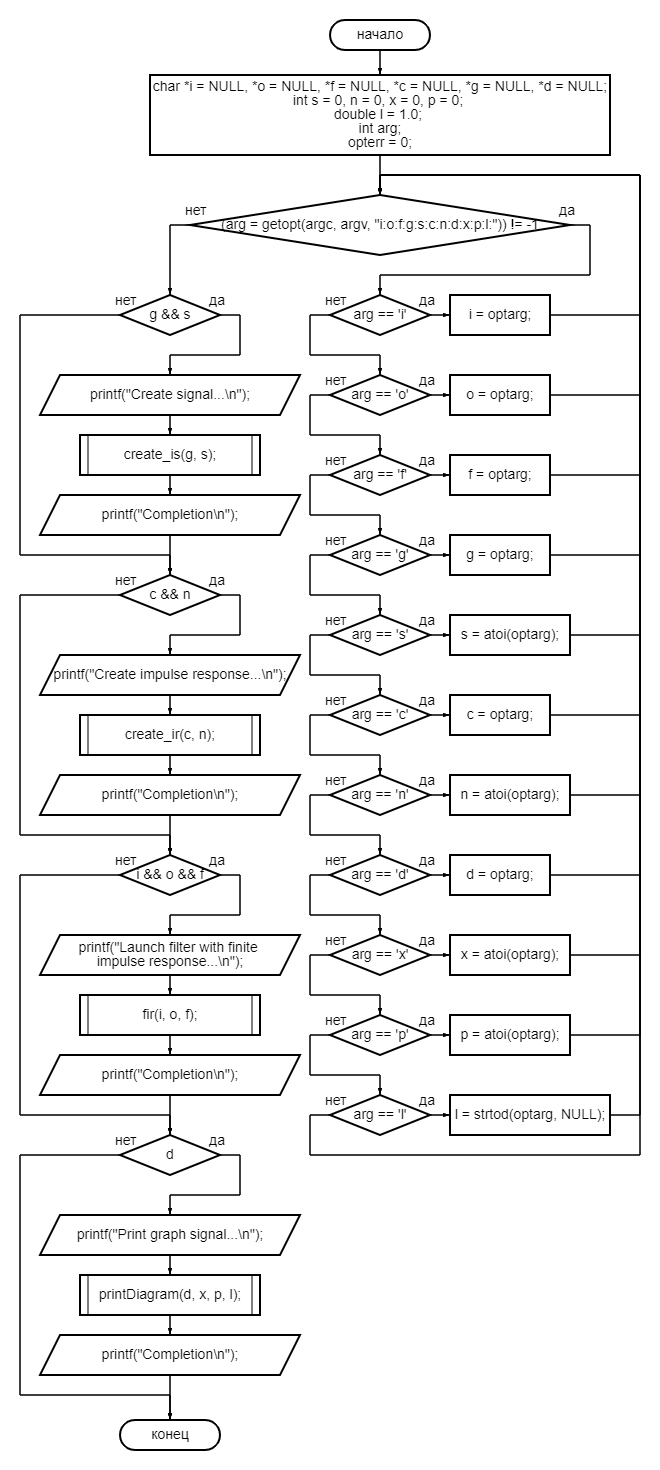 начало
char *i = NULL, *o = NULL, *f = NULL, *c = NULL, *g = NULL, *d = NULL;
int s = 0, n = 0, x = 0, p = 0;
double l = 1.0;
int arg;
opterr = 0;
нет
да
(arg = getopt(argc, argv, "i:o:f:g:s:c:n:d:x:p:l:")) != -1
нет
да
g && s
printf("Create signal...\n");
create_is(g, s);
printf("Completion\n");
нет
да
c && n
printf("Create impulse response...\n");
create_ir(c, n);
printf("Completion\n");
нет
да
i && o && f
printf("Launch filter with finite
impulse response...\n");
fir(i, o, f);
printf("Completion\n");
нет
да
d
printf("Print graph signal...\n");
printDiagram(d, x, p, l);
printf("Completion\n");
конец
нет
да
arg == 'i'
i = optarg;
нет
да
arg == 'o'
o = optarg;
нет
да
arg == 'f'
f = optarg;
нет
да
arg == 'g'
g = optarg;
нет
да
arg == 's'
s = atoi(optarg);
нет
да
arg == 'c'
c = optarg;
нет
да
arg == 'n'
n = atoi(optarg);
нет
да
arg == 'd'
d = optarg;
нет
да
arg == 'x'
x = atoi(optarg);
нет
да
arg == 'p'
p = atoi(optarg);
нет
да
arg == 'l'
l = strtod(optarg, NULL);